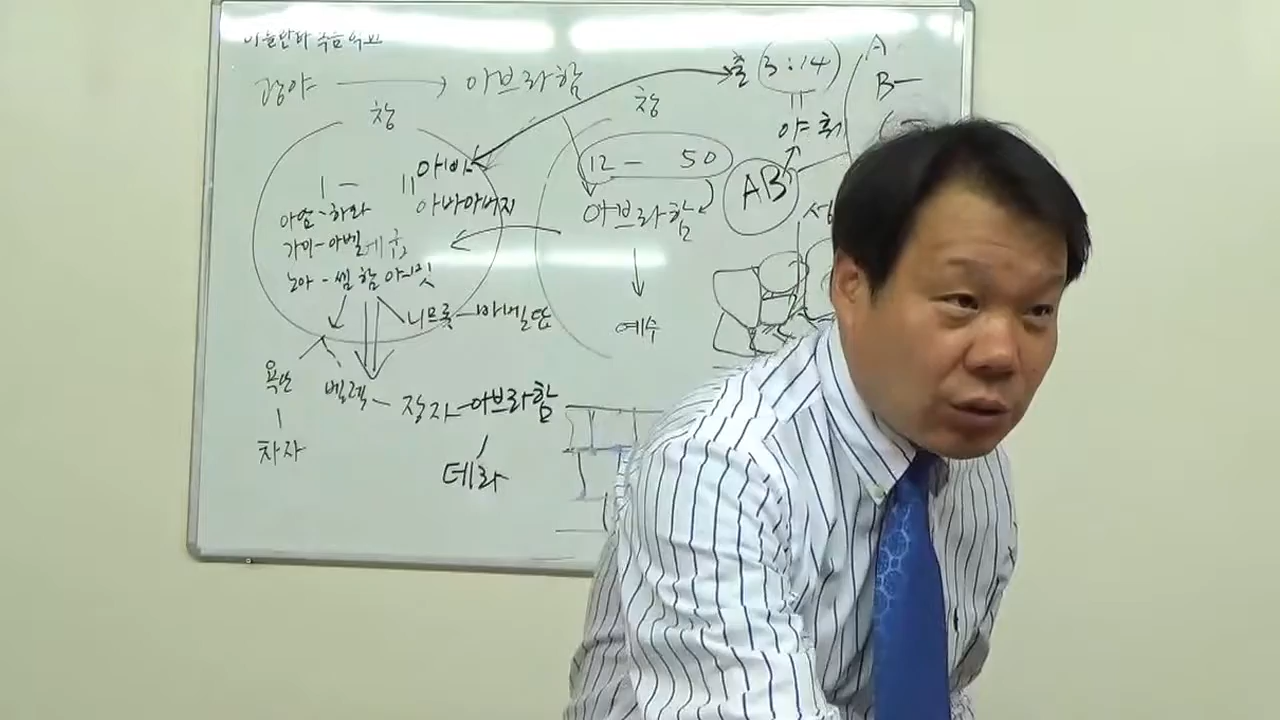 광야 → 아브라함
출 (3:14)
A
B-
창
창
야훼
12 - 50
AB
1 - 11
아바
아바아버지
아브라함
아담-하와
가인-아벨
노아-셈 함 야벳
니므롯-바벨탑
예수
욕단
벨렉 - 장자-아브라함
차자
데라